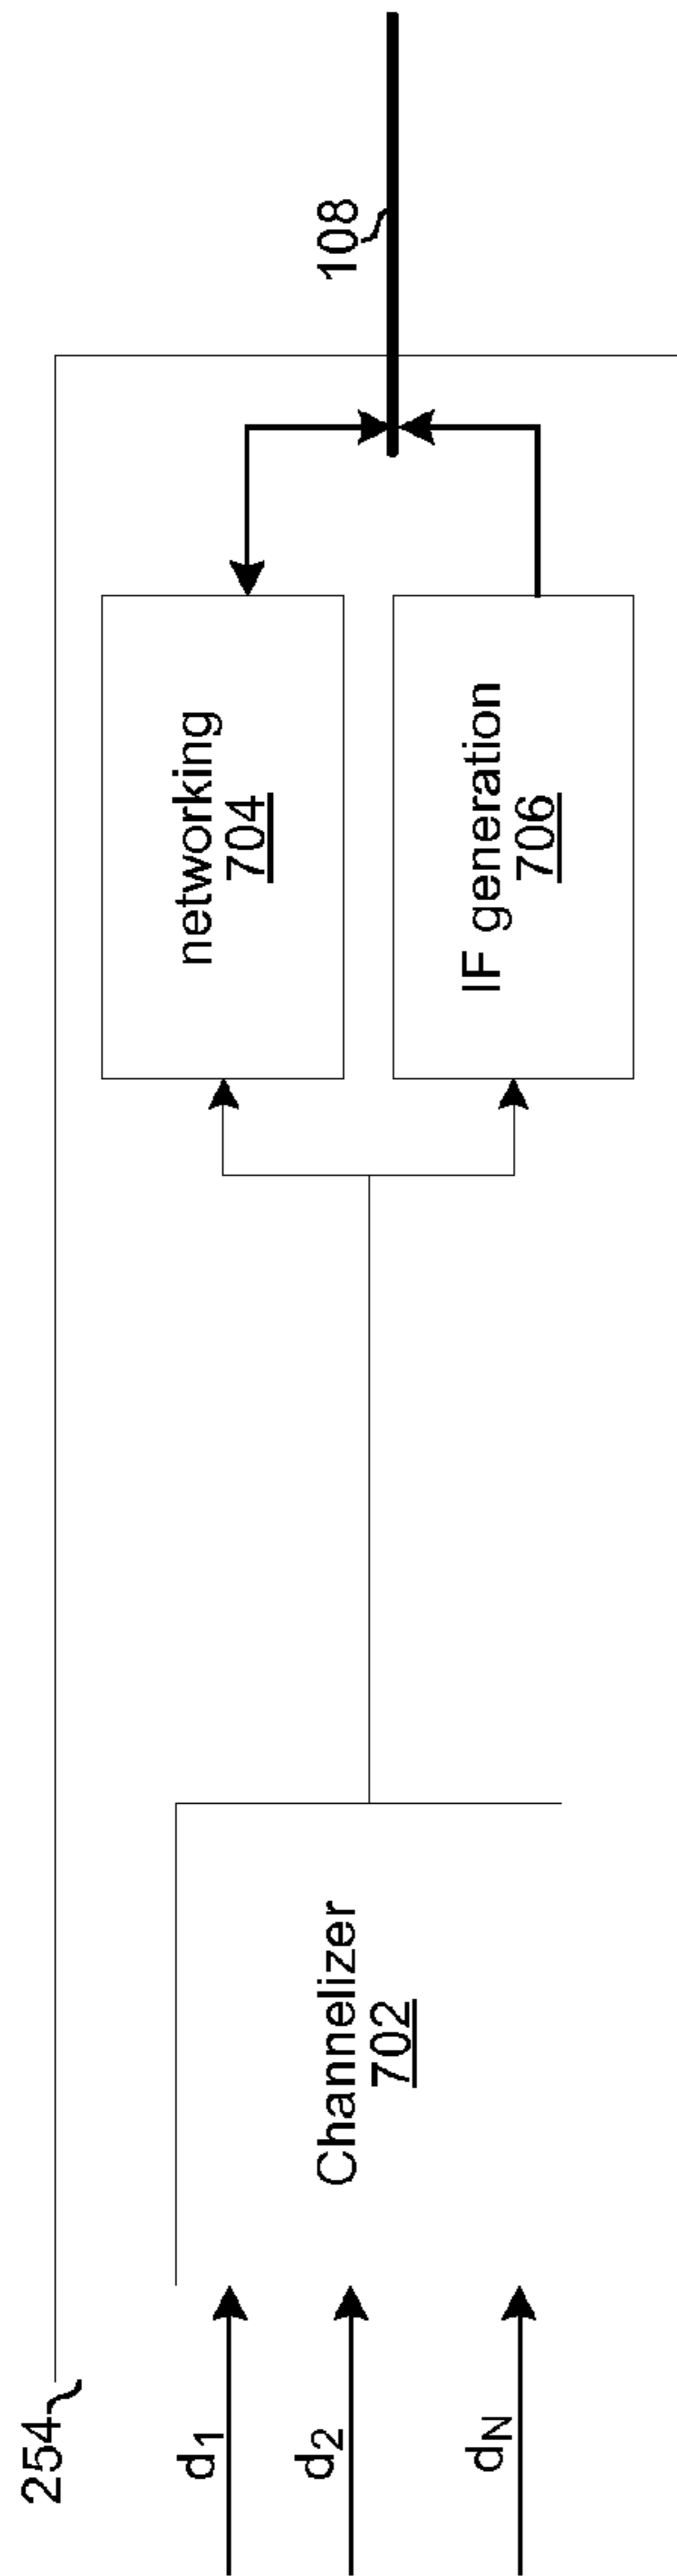 254
d1
d2
dN
Channelizer
702
networking
704
IF generation
706
108